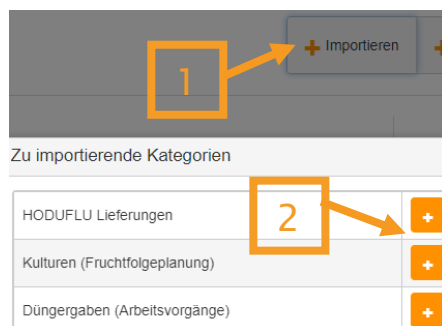 1
+ Importieren +
Zu importierende Kategorien
2
HODUFLU Lieferungen +
Kulturen (Fruchtfolgeplanung) +
Düngergaben (Arbeitsvorgänge) +